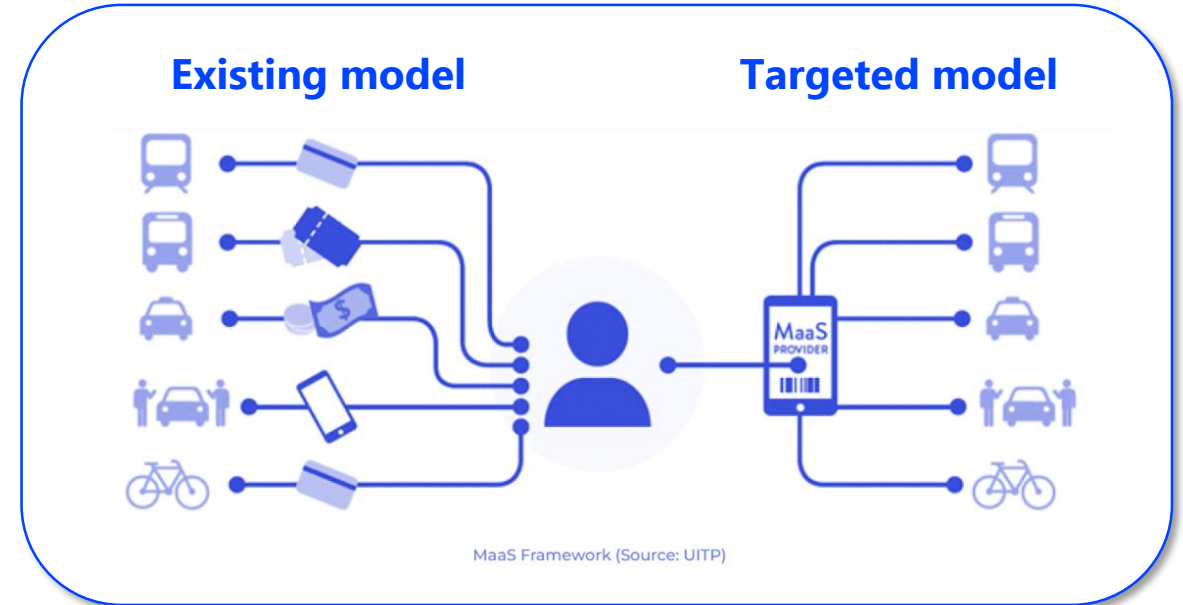 Existing model
Targeted model
$
MaaS
PROVIDER
MaaS Framework (Source: UITP)